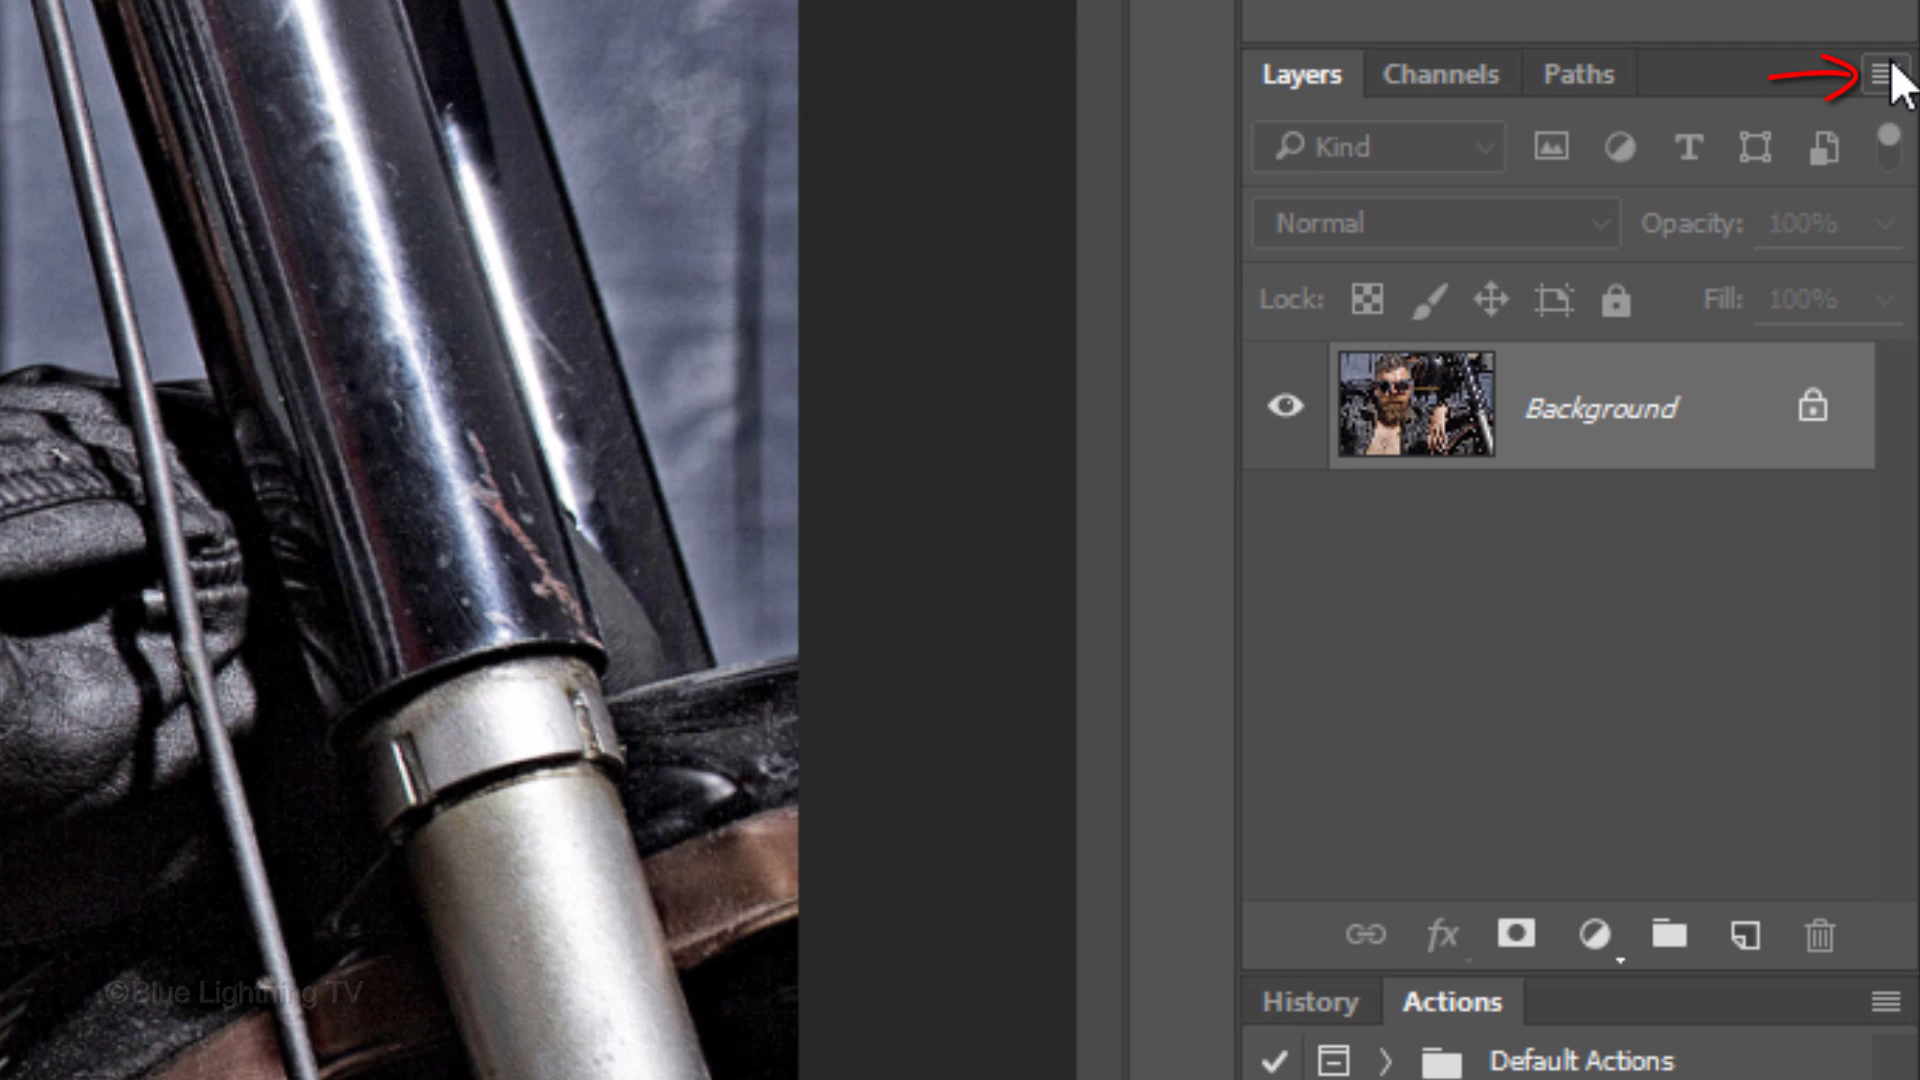 Layers Channels Paths
Kind
Normal Opacity: 100%
Lock: Fill: 100%
Background
fx
©Blue Lightning TV
History Actions
Default Actions